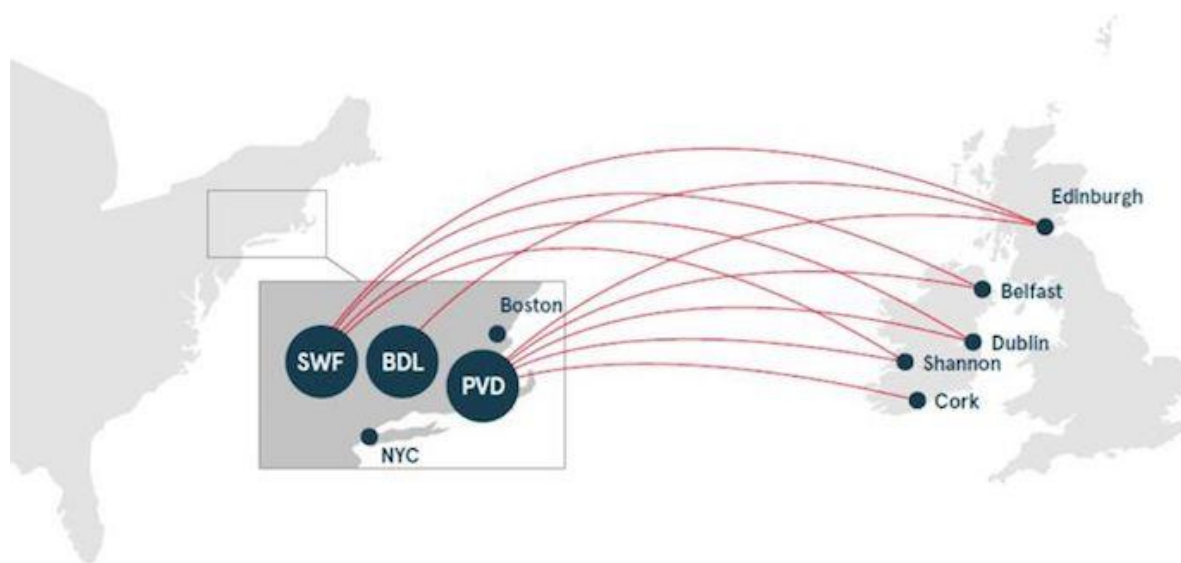 Edinburgh
Belfast
Boston
Dublin
SWF
BDL
Shannon
PVD
Cork
NYC